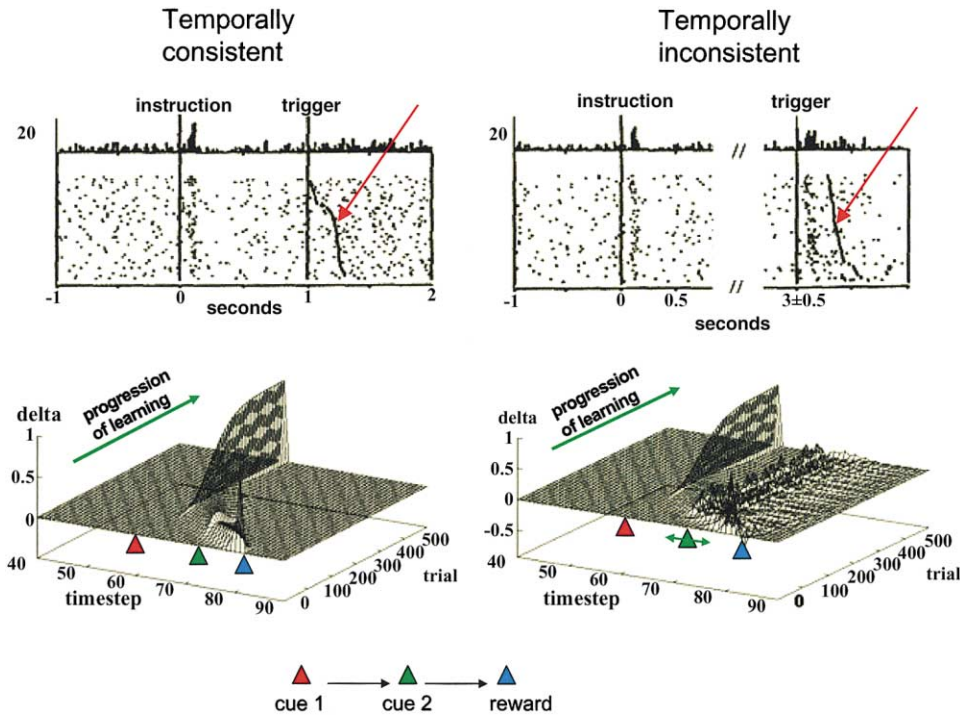 Temporally
consistent
Temporally
inconsistent
instruction
trigger
20
-1
0
1
2
seconds
instruction
trigger
20
//
-1
0
0.5
//
3±0.5
seconds
progression
of learning
delta
1
0.5
0
40
50
60
70
80
90
timestep
0
100
200
300
400
500
trial
progression
of learning
delta
1
0.5
0
-0.5
40
50
60
70
80
90
timestep
0
100
200
300
400
500
trial
cue 1
cue 2
reward